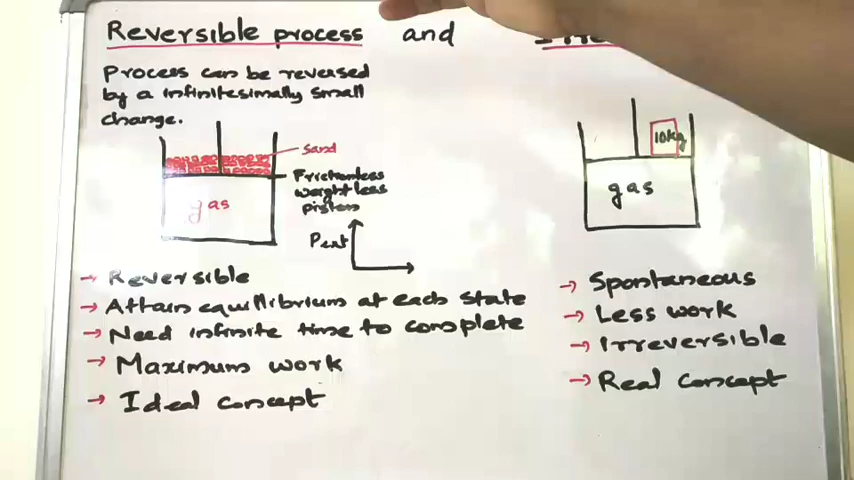 Reversible process and
Process can be reversed
by a infinitesimally small
change.
sand
Frictionless
weightless
piston
gas
Pext
→ Reversible
→ Attain equilibrium at each state
→ Need infinite time to complete
→ Maximum work
→ Ideal concept
10kg
gas
→ Spontaneous
→ Less work
→ Irreversible
→ Real concept